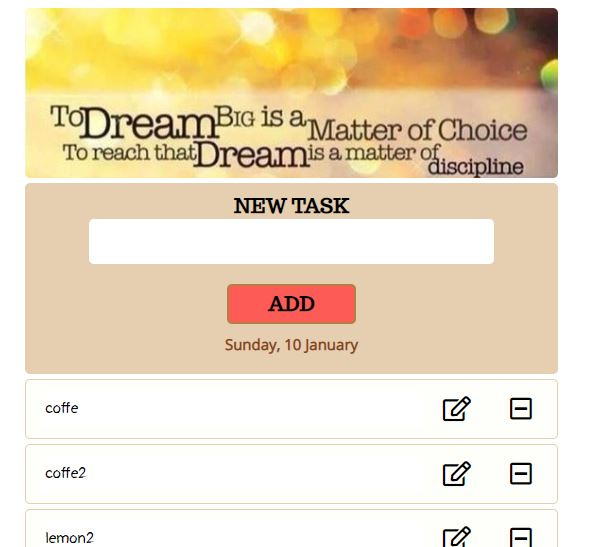 To Dream BIG is a Matter of Choice
To reach that Dream is a matter of discipline
NEW TASK
ADD
Sunday, 10 January
coffe
coffe2
lemon2